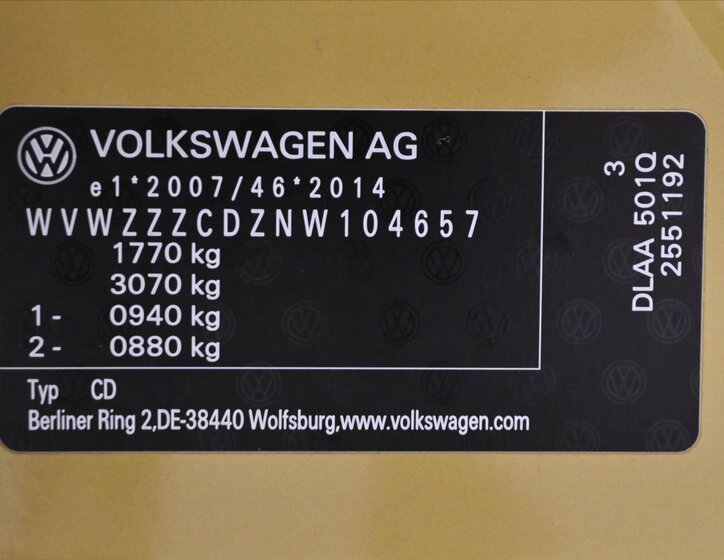 VOLKSWAGEN AG
e1*2007/46*2014
WVWZZZCDZNW104657
1770 kg
3070 kg
1- 0940 kg
2- 0880 kg
Typ CD
Berliner Ring 2,DE-38440 Wolfsburg,www.volkswagen.com
3
DLAA 501Q
2551192